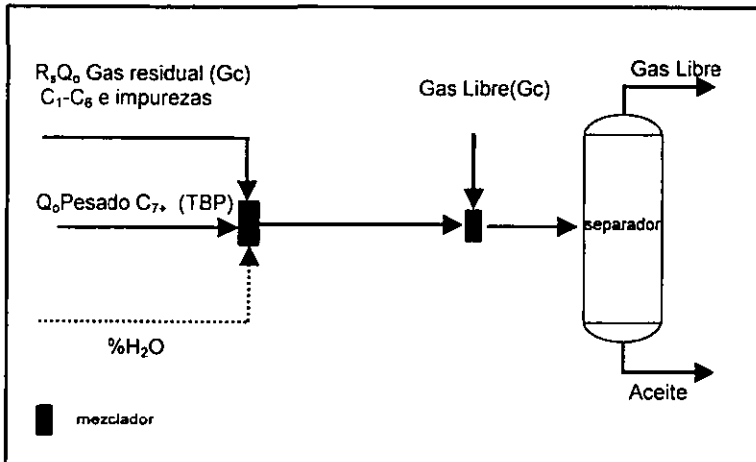 RₛQₒ Gas residual (Gc)
C₁-C₆ e impurezas
Gas Libre(Gc)
Gas Libre
QₒPesado C₇₊ (TBP)
separador
%H₂O
Aceite
mezclador